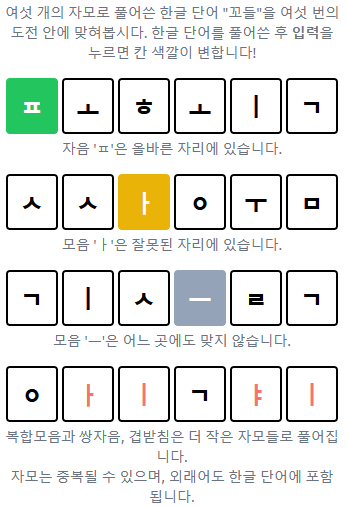 여섯 개의 자모로 풀어쓴 한글 단어 "꼬들"을 여섯 번의
도전 안에 맞혀봅시다. 한글 단어를 풀어쓴 후 입력을
누르면 칸 색깔이 변합니다!
ㅍ ㅗ ㅎ ㅗ ㅣ ㄱ
자음 'ㅍ'은 올바른 자리에 있습니다.
ㅅ ㅅ ㅏ ㅇ ㅜ ㅁ
모음 'ㅏ'은 잘못된 자리에 있습니다.
ㄱ ㅣ ㅅ ㅡ ㄹ ㄱ
모음 'ㅡ'은 어느 곳에도 맞지 않습니다.
ㅇ ㅏ ㅣ ㄱ ㅑ ㅣ
복합모음과 쌍자음, 겹받침은 더 작은 자모들로 풀어집
니다.
자모는 중복될 수 있으며, 외래어도 한글 단어에 포함
됩니다.